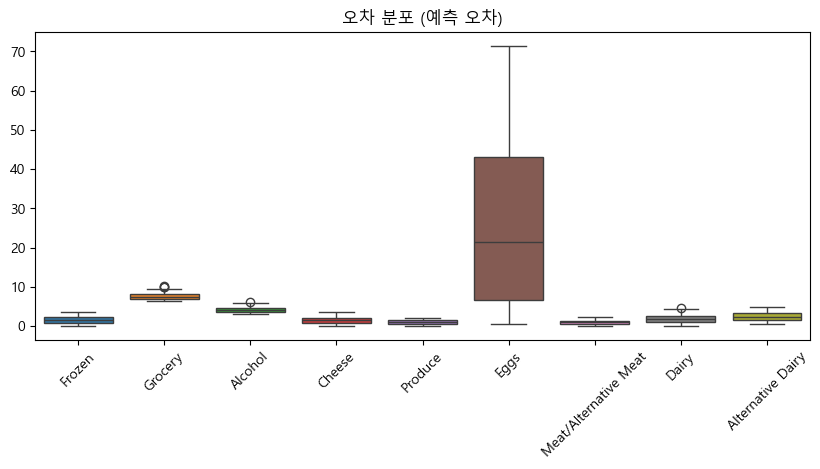 오차 분포 (예측 오차)
70
60
50
40
30
20
10
0
Frozen
Grocery
Alcohol
Cheese
Produce
Eggs
Meat/Alternative Meat
Dairy
Alternative Dairy